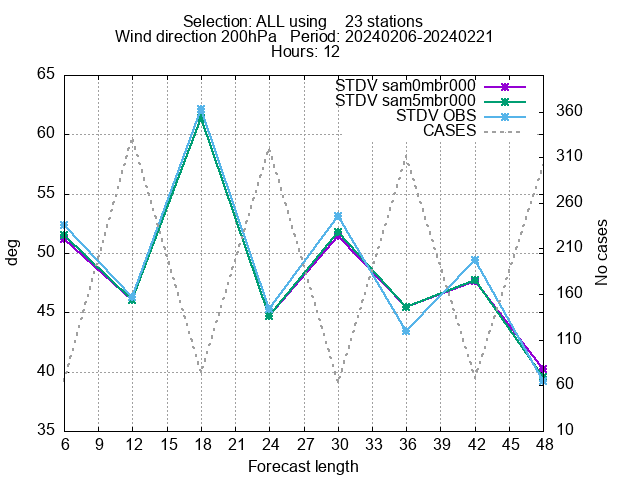 Selection: ALL using    23 stations
Wind direction 200hPa   Period: 20240206-20240221
Hours: 12
STDV sam0mbr000
STDV sam5mbr000
STDV OBS
CASES
deg
65
60
55
50
45
40
35
No cases
360
310
260
210
160
110
60
10
6 9 12 15 18 21 24 27 30 33 36 39 42 45 48
Forecast length